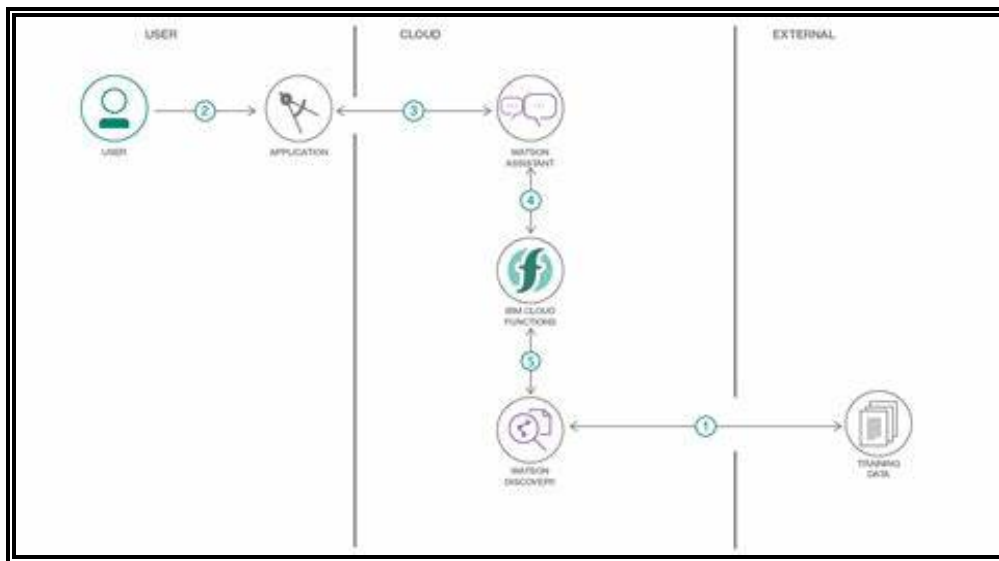 USER
CLOUD
EXTERNAL
2
3
USER
APPLICATION
WATSON
ASSISTANT
4
IBM CLOUD
FUNCTIONS
5
1
WATSON
DISCOVERY
TRAINING
DATA